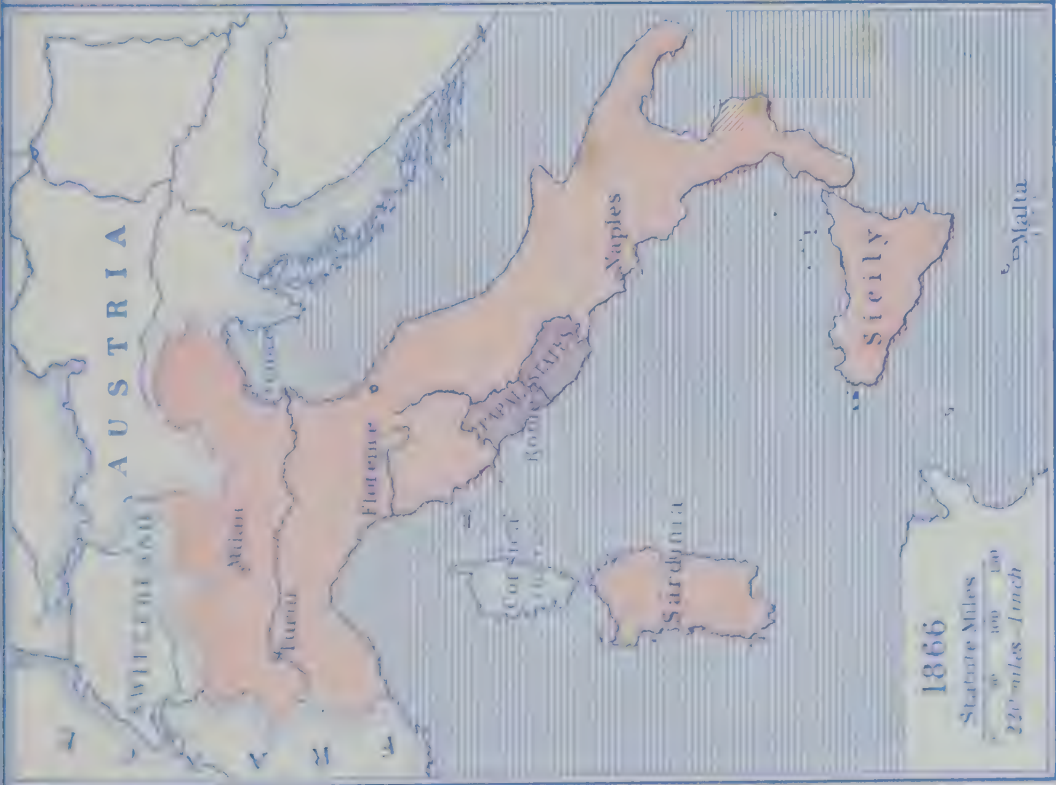 AUSTRIA
SWITZERLAND
Milan
Turin
Florence
PAPAL STATES
Rome
Naples
Corsica
Sardinia
Sicily
Malta
1866
Statute Miles